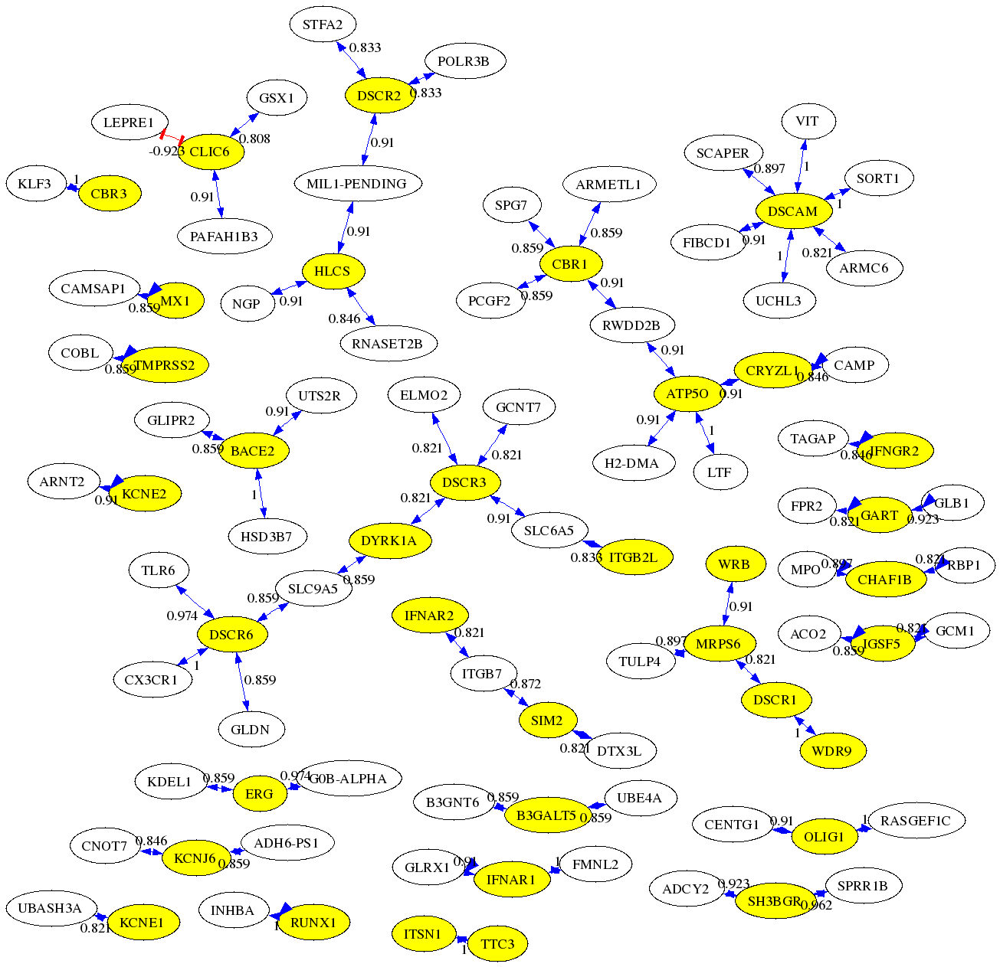 STFA2
0.833
POLR3B
DSCR2
0.833
GSX1
LEPRE1
0.808
-0.923
CLIC6
0.91
VIT
SCAPER
0.897
1
SORT1
KLF3
1
CBR3
MIL1-PENDING
ARMETL1
0.91
SPG7
DSCAM
1
PAFAH1B3
0.91
0.859
0.859
FIBCD1
0.91
1
0.821
HLCS
CBR1
ARMC6
CAMSAP1
0.859
MX1
NGP
0.91
PCGF2
0.859
0.91
UCHL3
0.846
RWDD2B
RNASET2B
COBL
0.859
TMPRSS2
0.91
CRYZL1
0.846
CAMP
UTS2R
ELMO2
GCNT7
ATP5O
0.91
GLIPR2
0.91
0.91
1
0.859
BACE2
0.821
0.821
H2-DMA
LTF
TAGAP
0.846
IFNGR2
ARNT2
0.91
KCNE2
1
DSCR3
0.821
0.91
FPR2
0.821
GART
0.923
GLB1
HSD3B7
DYRK1A
SLC6A5
0.833
ITGB2L
WRB
TLR6
SLC9A5
0.859
MPO
0.897
CHAF1B
0.821
RBP1
0.859
0.974
IFNAR2
0.91
DSCR6
0.821
0.897
MRPS6
ACO2
0.859
IGSF5
0.821
GCM1
TULP4
0.821
CX3CR1
1
0.859
ITGB7
0.872
DSCR1
GLDN
SIM2
1
0.821
DTX3L
WDR9
KDEL1
0.859
ERG
0.974
G0B-ALPHA
B3GNT6
0.859
B3GALT5
0.859
UBE4A
CENTG1
0.91
OLIG1
1
RASGEF1C
CNOT7
0.846
KCNJ6
0.859
ADH6-PS1
GLRX1
0.91
IFNAR1
1
FMNL2
ADCY2
0.923
SH3BGR
0.962
SPRR1B
UBASH3A
0.821
KCNE1
INHBA
1
RUNX1
ITSN1
1
TTC3